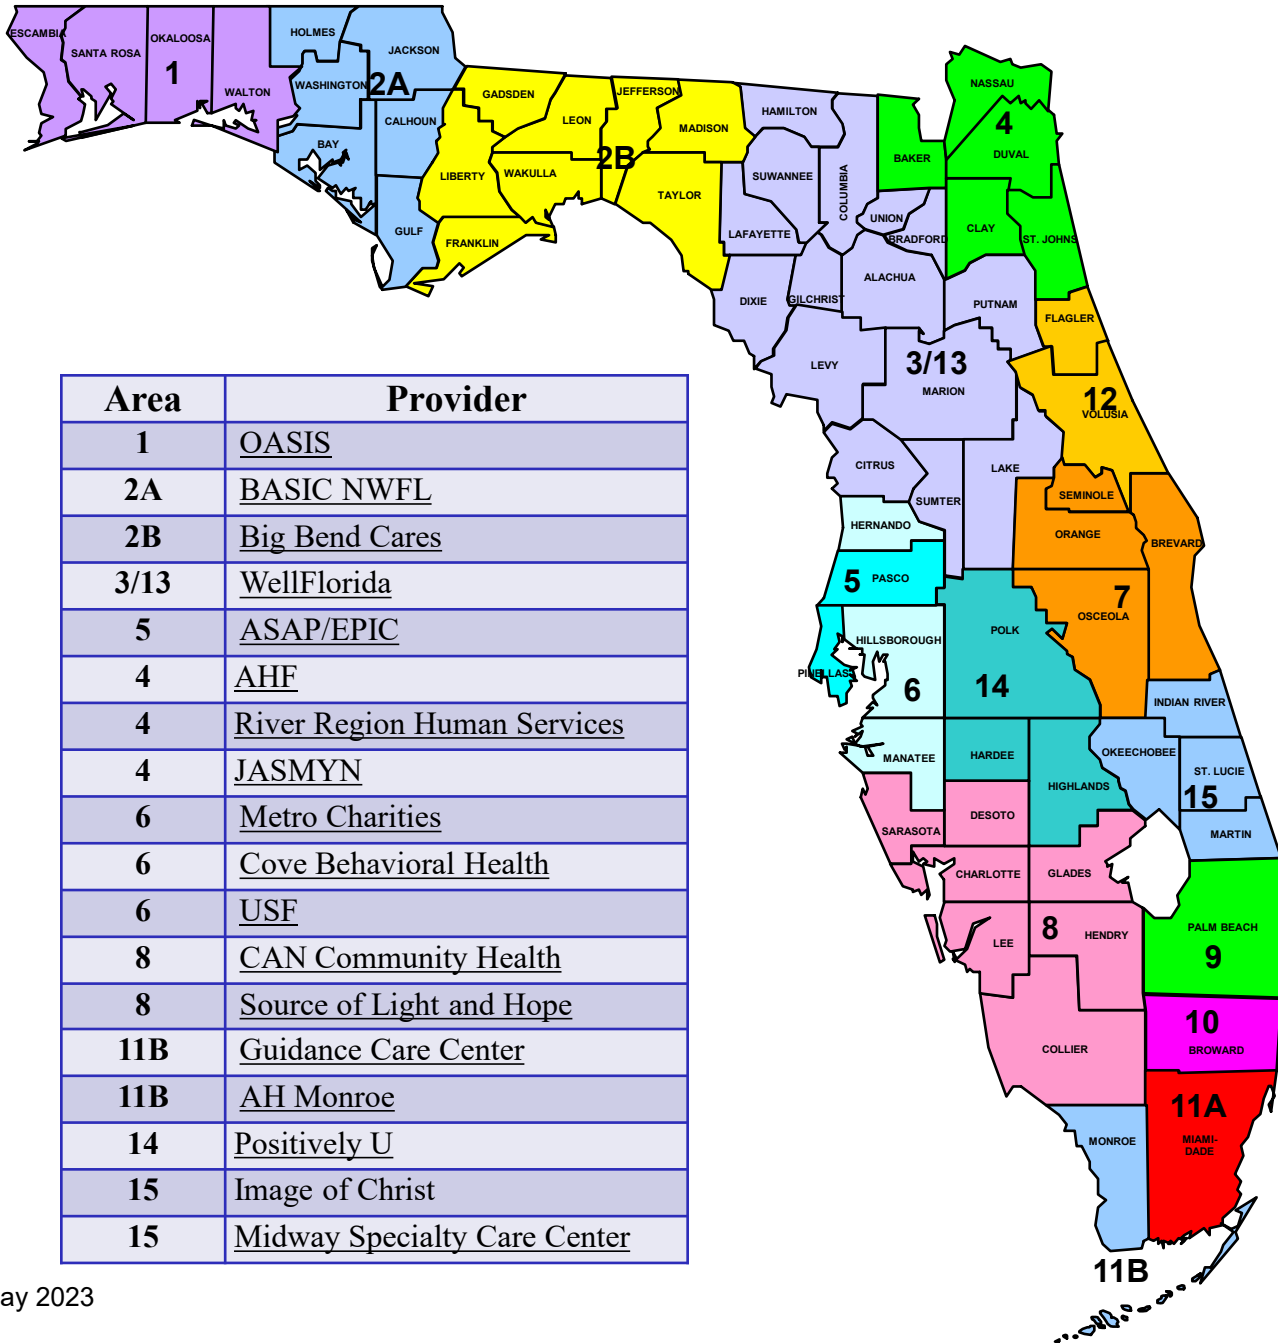 ESCAMBIA
SANTA ROSA
OKALOOSA
1
WALTON
HOLMES
JACKSON
WASHINGTON
2A
CALHOUN
BAY
GULF
GADSDEN
LEON
JEFFERSON
MADISON
2B
LIBERTY
WAKULLA
TAYLOR
FRANKLIN
HAMILTON
SUWANNEE
COLUMBIA
LAFAYETTE
UNION
BRADFORD
DIXIE
GILCHRIST
ALACHUA
PUTNAM
LEVY
3/13
MARION
CITRUS
SUMTER
LAKE
NASSAU
4
DUVAL
BAKER
CLAY
ST. JOHNS
FLAGLER
12
VOLUSIA
SEMINOLE
ORANGE
BREVARD
7
OSCEOLA
HERNANDO
5
PASCO
PINELLAS
HILLSBOROUGH
6
MANATEE
POLK
14
HARDEE
HIGHLANDS
INDIAN RIVER
OKEECHOBEE
ST. LUCIE
15
MARTIN
SARASOTA
DESOTO
CHARLOTTE
GLADES
LEE
8
HENDRY
COLLIER
PALM BEACH
9
10
BROWARD
11A
MIAMI-
DADE
MONROE
11B
Area Provider
1 OASIS
2A BASIC NWFL
2B Big Bend Cares
3/13 WellFlorida
5 ASAP/EPIC
4 AHF
4 River Region Human Services
4 JASMYN
6 Metro Charities
6 Cove Behavioral Health
6 USF
8 CAN Community Health
8 Source of Light and Hope
11B Guidance Care Center
11B AH Monroe
14 Positively U
15 Image of Christ
15 Midway Specialty Care Center
ay 2023